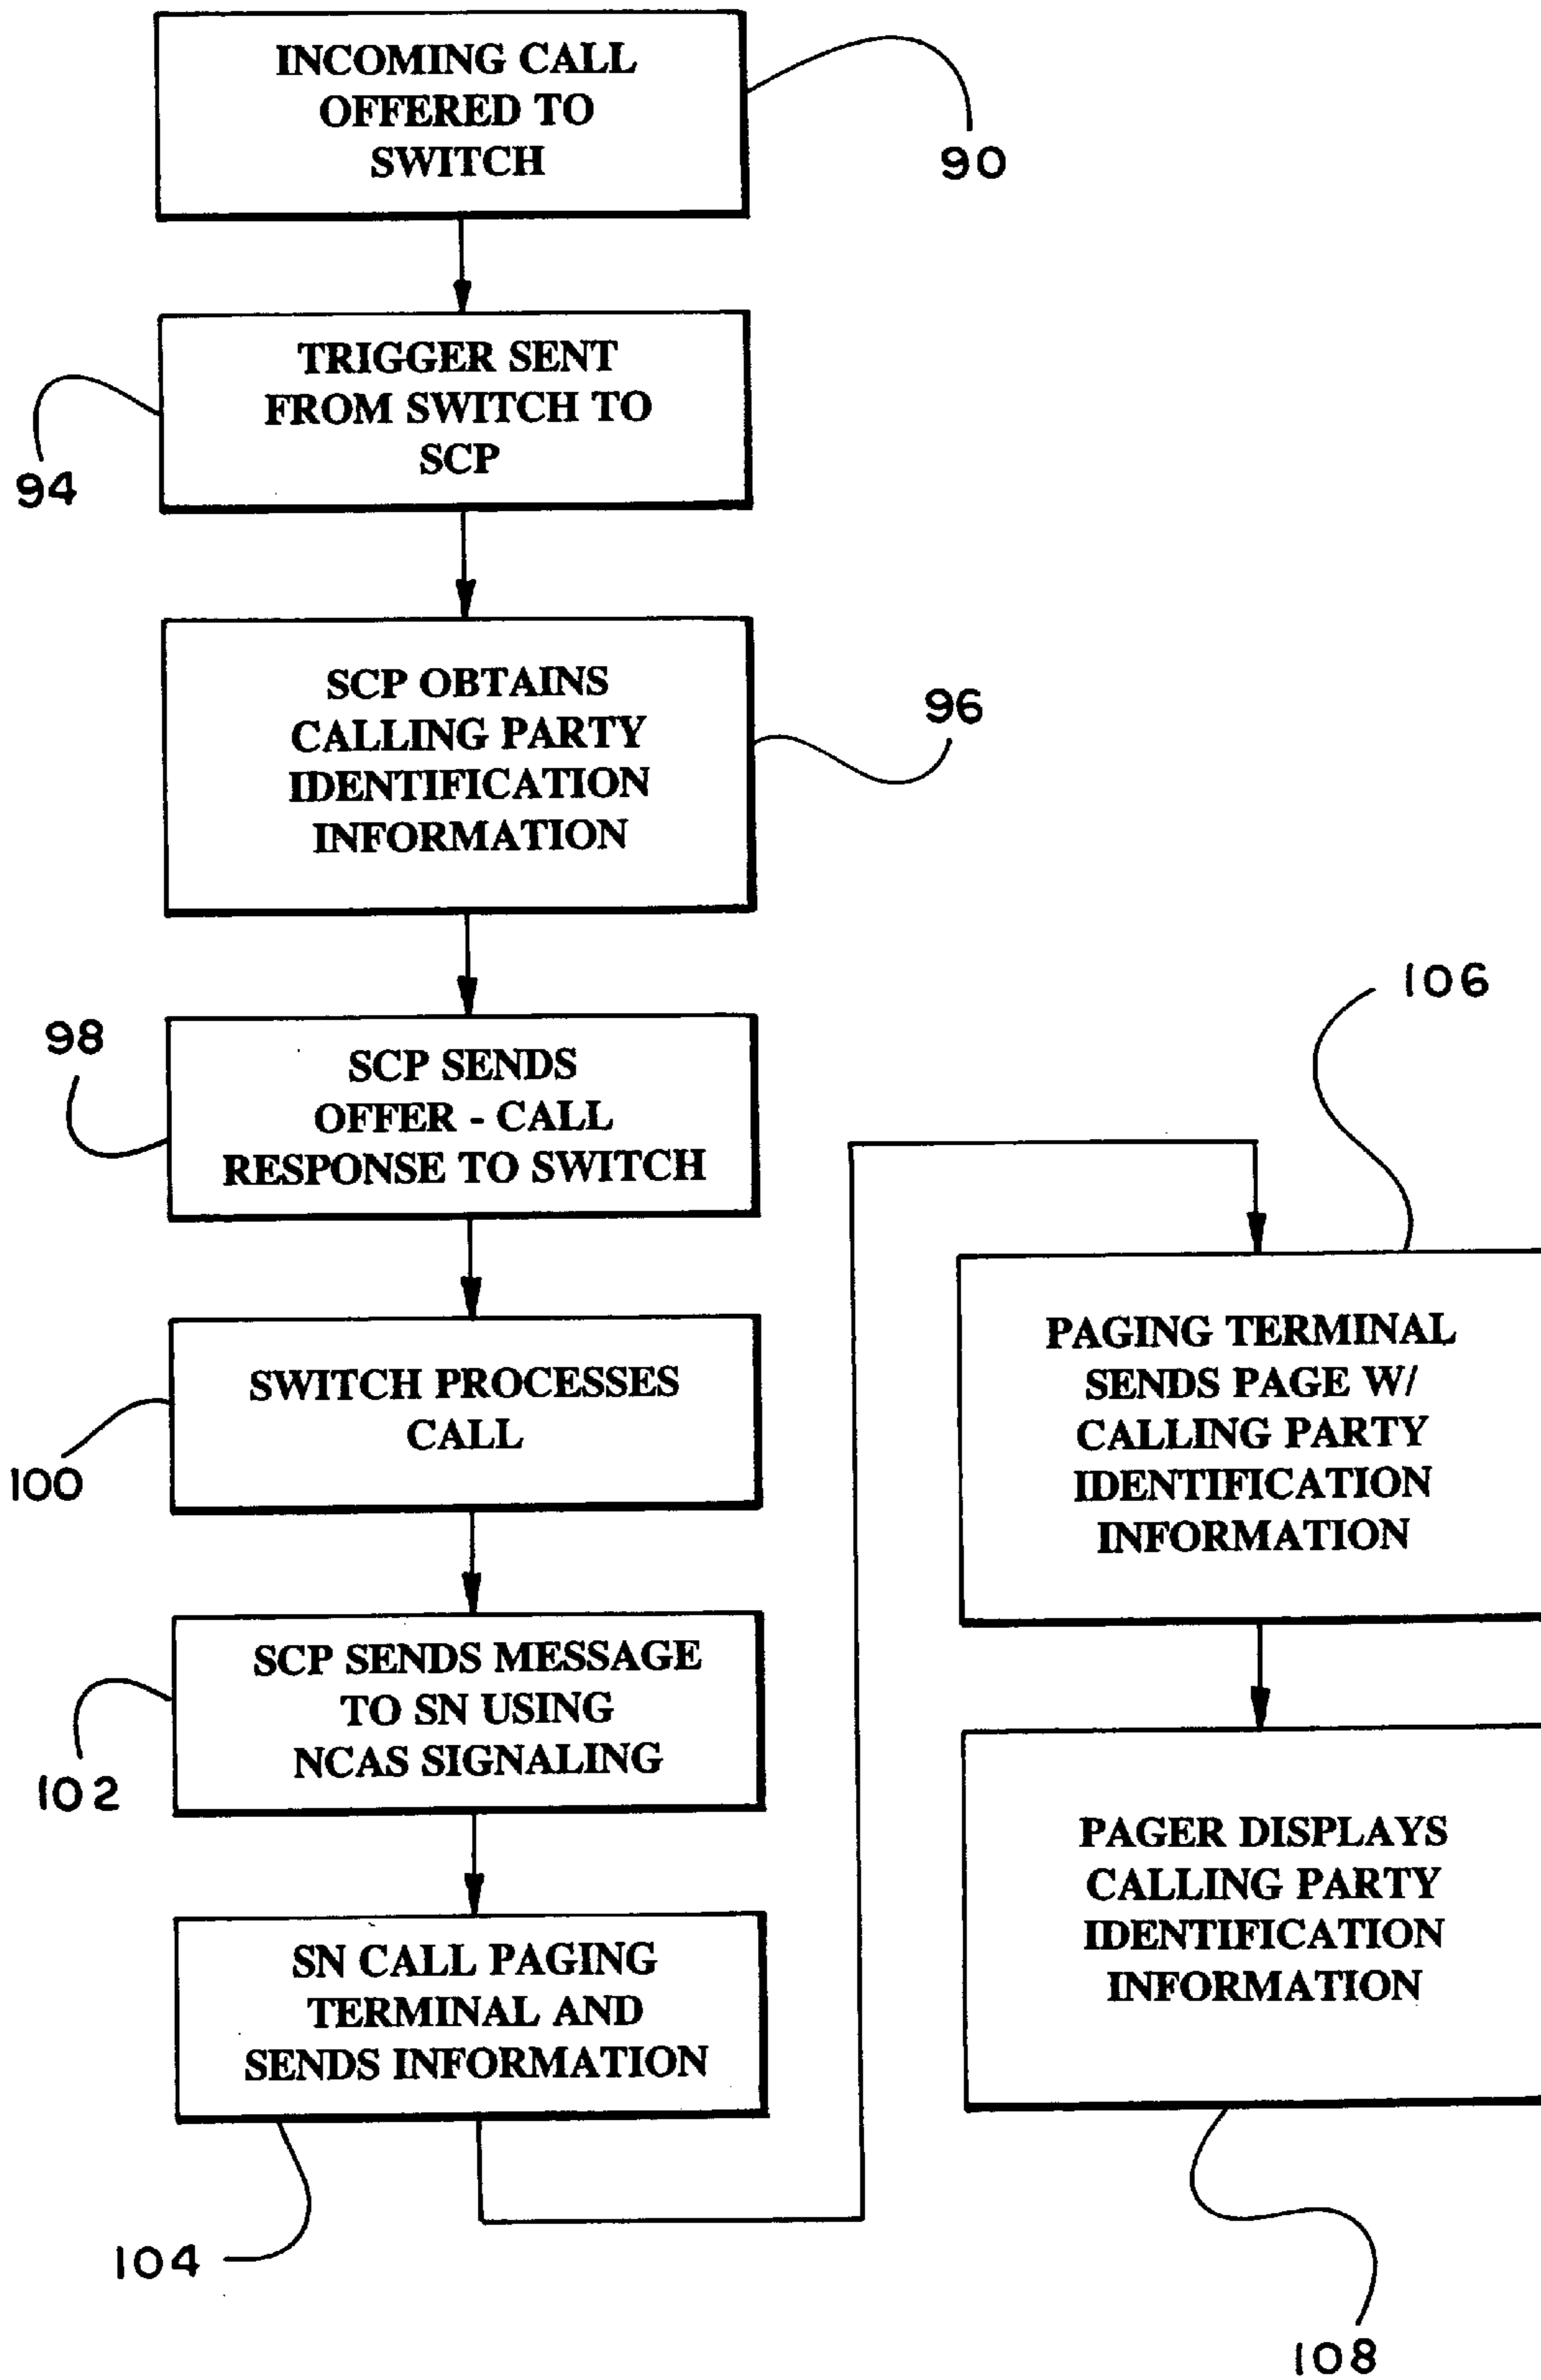 INCOMING CALL
OFFERED TO
SWITCH
90
TRIGGER SENT
FROM SWITCH TO
SCP
94
SCP OBTAINS
CALLING PARTY
IDENTIFICATION
INFORMATION
96
SCP SENDS
OFFER - CALL
RESPONSE TO SWITCH
98
SWITCH PROCESSES
CALL
100
SCP SENDS MESSAGE
TO SN USING
NCAS SIGNALING
102
SN CALL PAGING
TERMINAL AND
SENDS INFORMATION
104
106
PAGING TERMINAL
SENDS PAGE W/
CALLING PARTY
IDENTIFICATION
INFORMATION
PAGER DISPLAYS
CALLING PARTY
IDENTIFICATION
INFORMATION
108